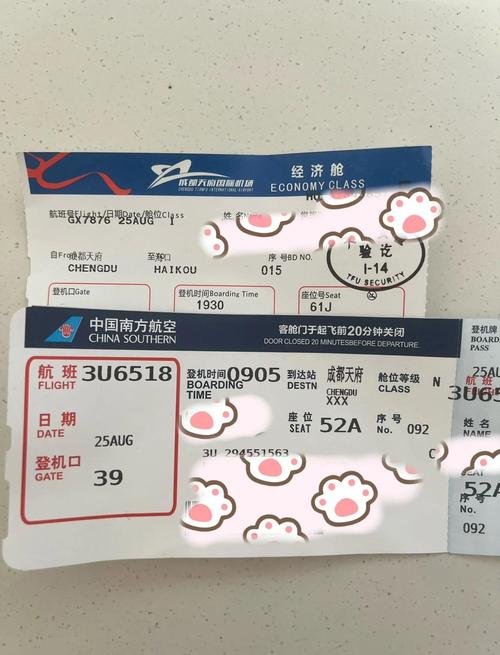 成都天府国际机场
CHENGDU TIANFU INTERNATIONAL AIRPORT
经济舱
ECONOMY CLASS
航班号Flight/日期Date/舱位Class
GX7876 25AUG I
自From成都天府 至 海口 序号BD NO.
CHENGDU HAIKOU 015
验讫
I-14
TFU SECURITY
登机口Gate 登机时间Boarding Time 座位号Seat
1930 61J
中国南方航空
CHINA SOUTHERN
客舱门于起飞前20分钟关闭
DOOR CLOSED 20 MINUTESBEFORE DEPARTURE
登机牌
BOARD
PASS
航班
FLIGHT
3U6518
登机时间
BOARDING
TIME
0905
到达站
DESTN
成都天府
CHENGDU
XXX
舱位等级
CLASS
N
日期
DATE
25AUG
座位
SEAT
52A
序号
No.
092
登机口
GATE
39
3U 294551563
25AU
航班
FLIGHT
3U65
姓名
NAME
SEAT
52A
序号
No.
092